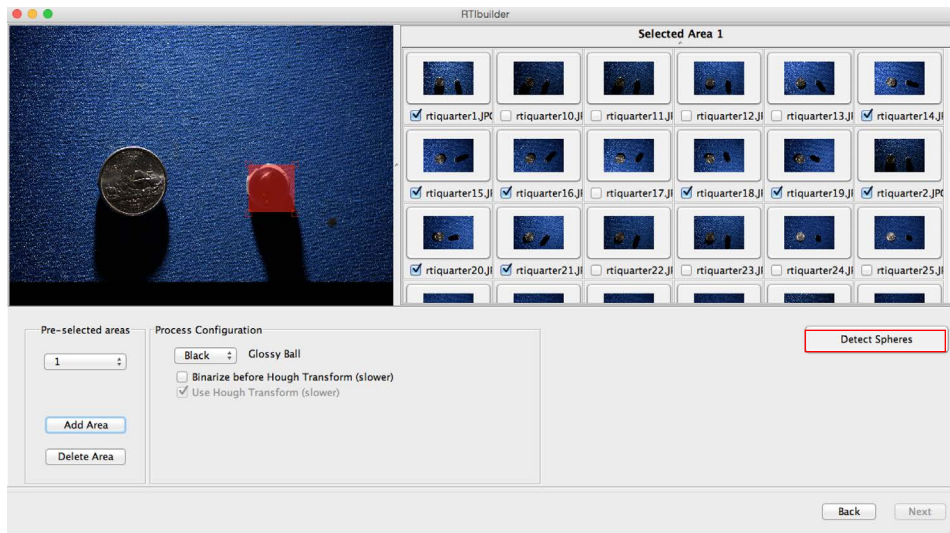 RTIbuilder
Selected Area 1
rtiquarter1.JPG rtiquarter10.JI rtiquarter11.JI rtiquarter12.JI rtiquarter13.JI rtiquarter14.JI
rtiquarter15.JI rtiquarter16.JI rtiquarter17.JI rtiquarter18.JI rtiquarter19.JI rtiquarter2.JPG
rtiquarter20.JI rtiquarter21.JI rtiquarter22.JI rtiquarter23.JI rtiquarter24.JI rtiquarter25.JI
Pre-selected areas
Process Configuration
Detect Spheres
1
Black Glossy Ball
Binarize before Hough Transform (slower)
Use Hough Transform (slower)
Add Area
Delete Area
Back Next